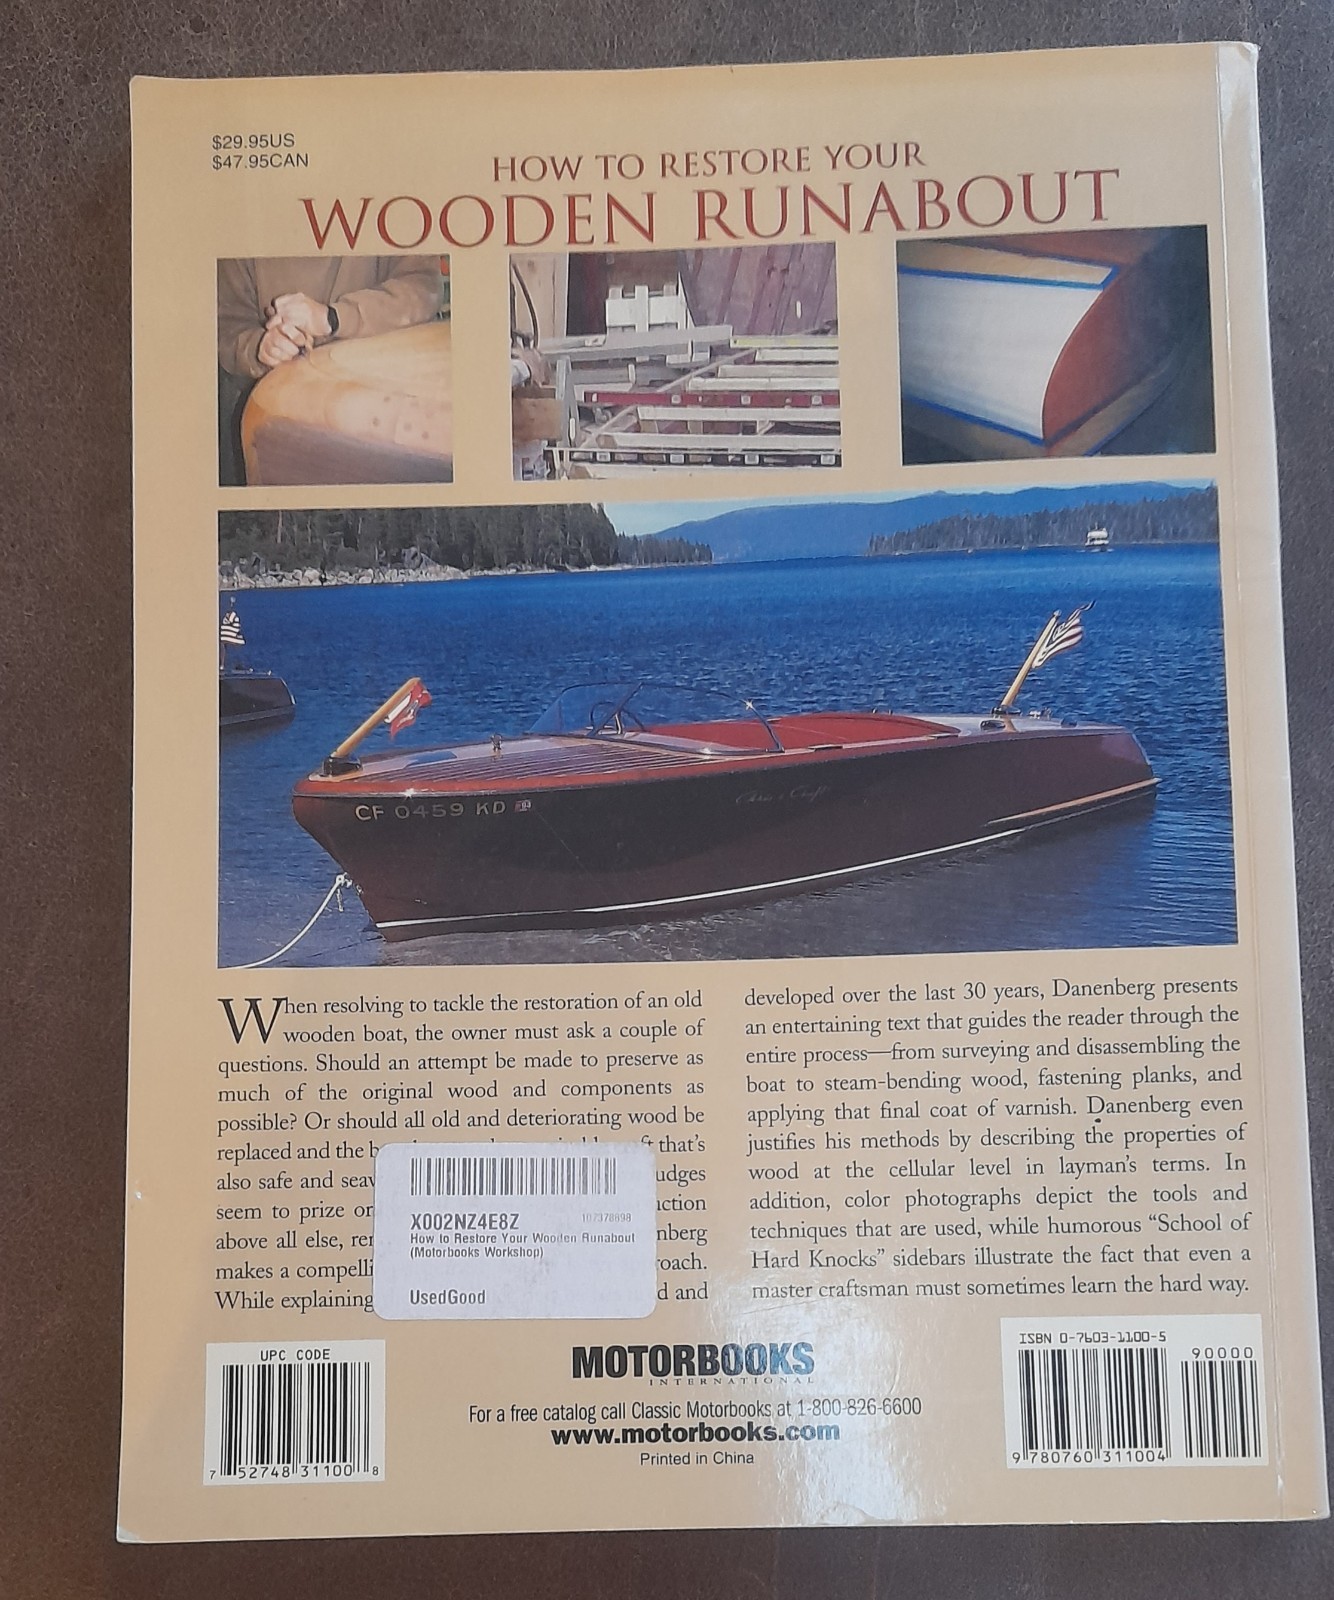 $29.95US
$47.95CAN
HOW TO RESTORE YOUR
WOODEN RUNABOUT
CF 0459 KD
Chris-Craft
When resolving to tackle the restoration of an old
wooden boat, the owner must ask a couple of
questions. Should an attempt be made to preserve as
much of the original wood and components as
possible? Or should all old and deteriorating wood be
replaced and the that's
also safe and
seem to prize
above all else,
makes a
While explaining d and
developed over the last 30 years, Danenberg presents
an entertaining text that guides the reader through the
entire process—from surveying and disassembling the
boat to steam-bending wood, fastening planks, and
applying that final coat of varnish. Danenberg even
justifies his methods by describing the properties of
wood at the cellular level in layman's terms. In
addition, color photographs depict the tools and
techniques that are used, while humorous “School of
Hard Knocks” sidebars illustrate the fact that even a
master craftsman must sometimes learn the hard way.
X002NZ4E8Z 107378898
How to Restore Your Wooden Runabout
(Motorbooks Workshop)
UsedGood
UPC CODE
7 52748 31100 8
MOTORBOOKS
INTERNATIONAL
For a free catalog call Classic Motorbooks at 1-800-826-6600
www.motorbooks.com
Printed in China
ISBN 0-7603-1100-5
90000
9 780760 311004